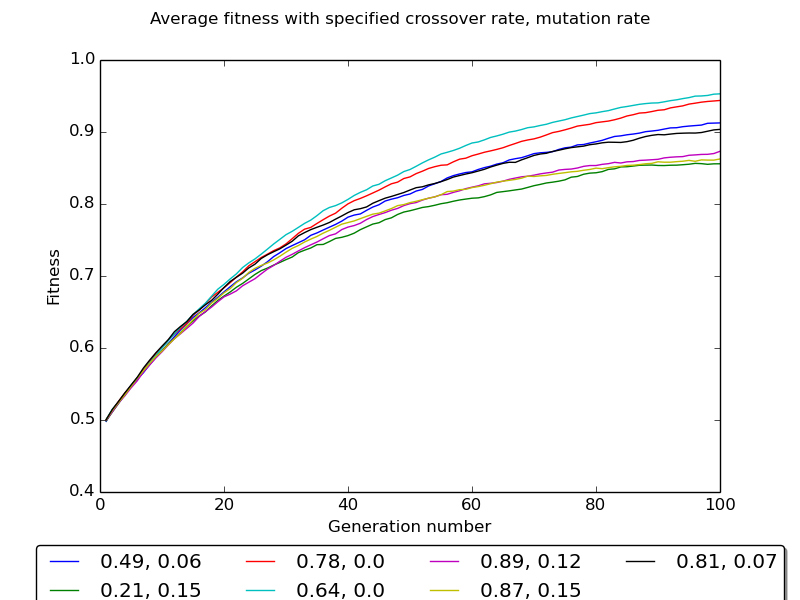 Average fitness with specified crossover rate, mutation rate
1.0
0.9
0.8
0.7
0.6
0.5
0.4
Fitness
0 20 40 60 80 100
Generation number
0.49, 0.06 0.78, 0.0 0.89, 0.12 0.81, 0.07
0.21, 0.15 0.64, 0.0 0.87, 0.15